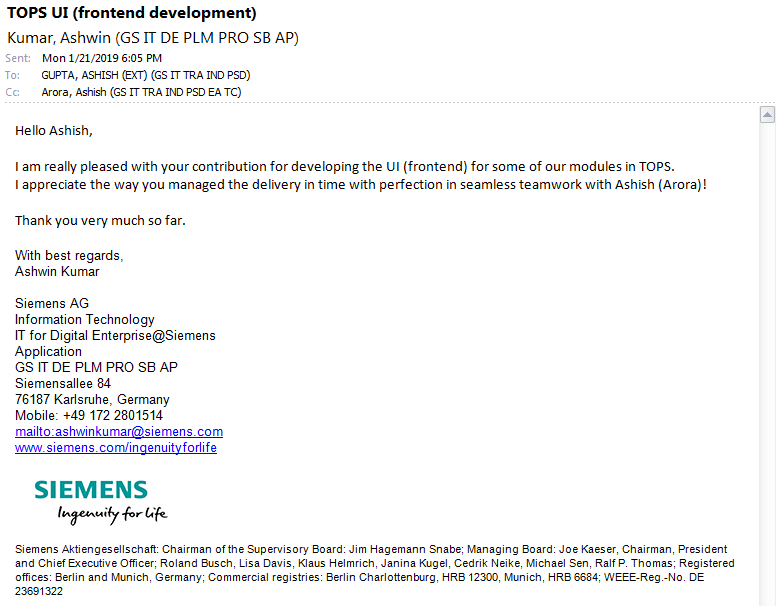 TOPS UI (frontend development)
Kumar, Ashwin (GS IT DE PLM PRO SB AP)
Sent: Mon 1/21/2019 6:05 PM
To: GUPTA, ASHISH (EXT) (GS IT TRA IND PSD)
Cc: Arora, Ashish (GS IT TRA IND PSD EA TC)
Hello Ashish,
I am really pleased with your contribution for developing the UI (frontend) for some of our modules in TOPS.
I appreciate the way you managed the delivery in time with perfection in seamless teamwork with Ashish (Arora)!
Thank you very much so far.
With best regards,
Ashwin Kumar
Siemens AG
Information Technology
IT for Digital Enterprise@Siemens
Application
GS IT DE PLM PRO SB AP
Siemensallee 84
76187 Karlsruhe, Germany
Mobile: +49 172 2801514
mailto:ashwinkumar@siemens.com
www.siemens.com/ingenuityforlife
SIEMENS
Ingenuity for life
Siemens Aktiengesellschaft: Chairman of the Supervisory Board: Jim Hagemann Snabe; Managing Board: Joe Kaeser, Chairman, President
and Chief Executive Officer; Roland Busch, Lisa Davis, Klaus Helmrich, Janina Kugel, Cedrik Neike, Michael Sen, Ralf P. Thomas; Registered
offices: Berlin and Munich, Germany; Commercial registries: Berlin Charlottenburg, HRB 12300, Munich, HRB 6684; WEEE-Reg.-No. DE
23691322